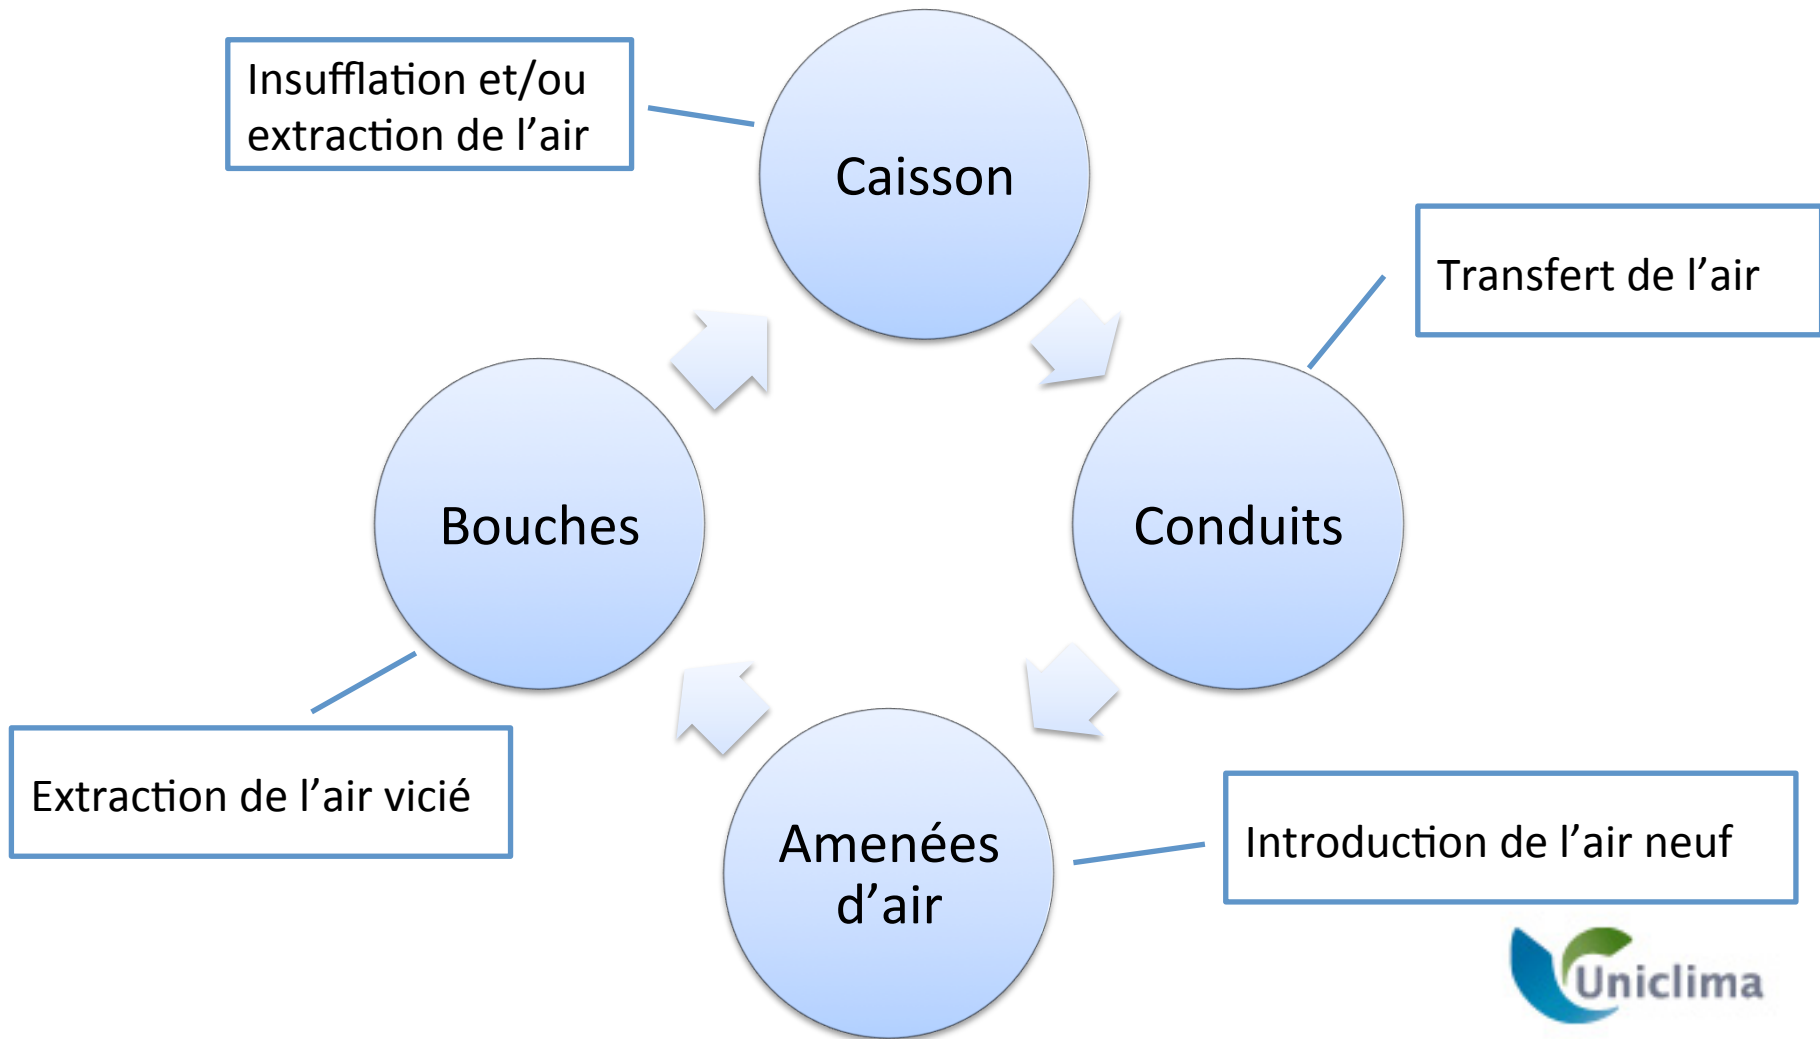 Insufflation et/ou
extraction de l’air
Caisson
Transfert de l’air
Bouches
Conduits
Extraction de l’air vicié
Amenées
d’air
Introduction de l’air neuf
Uniclima